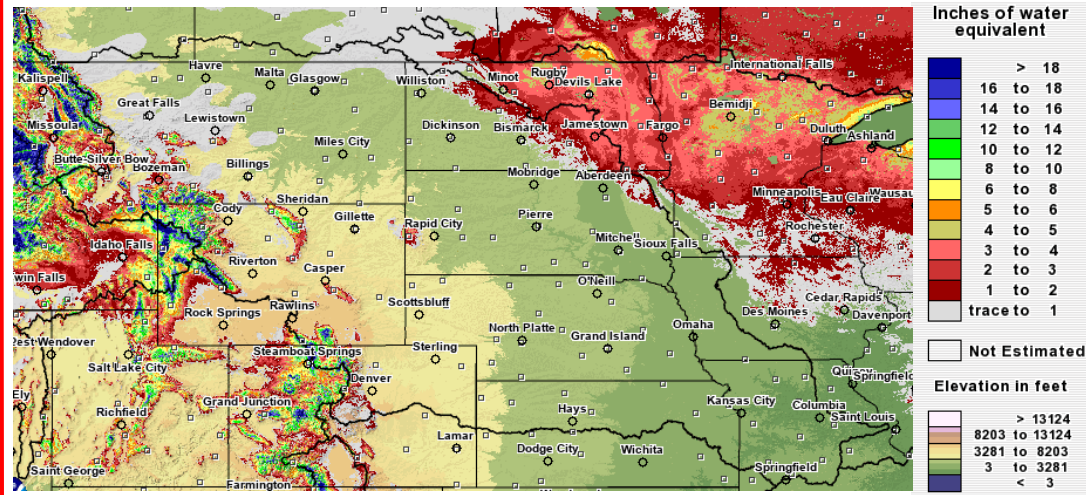 Inches of water
equivalent
> 18
16 to 18
14 to 16
12 to 14
10 to 12
8 to 10
6 to 8
5 to 6
4 to 5
3 to 4
2 to 3
1 to 2
trace to 1
Not Estimated
Elevation in feet
> 13124
8203 to 13124
3281 to 8203
3 to 3281
< 3
Kalispell
Havre
Malta
Glasgow
Williston
Minot
Rugby
Devils Lake
International Falls
Great Falls
Lewistown
Missoula
Dickinson
Bismarck
Jamestown
Fargo
Bemidji
Duluth
Ashland
Butte-Silver Bow
Bozeman
Billings
Miles City
Mobridge
Aberdeen
Minneapolis
Eau Claire
Wausau
Cody
Sheridan
Gillette
Rapid City
Pierre
Mitchell
Sioux Falls
Rochester
Idaho Falls
win Falls
Riverton
Casper
O'Neill
Rock Springs
Rawlins
Scottsbluff
North Platte
Grand Island
Omaha
Des Moines
Cedar Rapids
Davenport
est Wendover
Salt Lake City
Steamboat Springs
Sterling
Denver
Ely
Richfield
Grand Junction
Hays
Kansas City
Columbia
Springfield
Saint Louis
Saint George
Farmington
Lamar
Dodge City
Wichita
Springfield